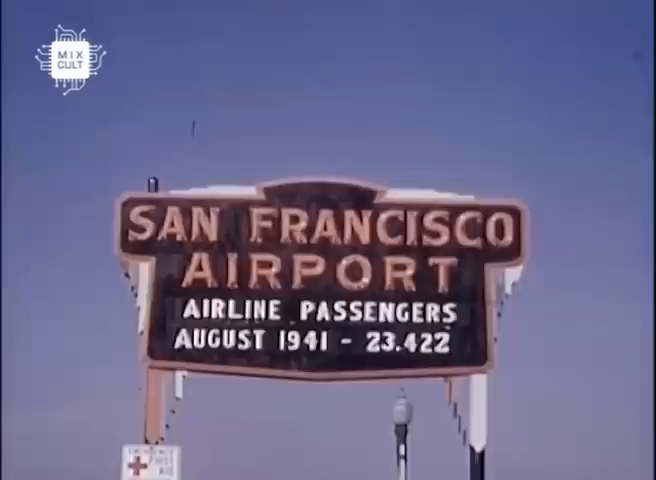 MIX
CULT
SAN FRANCISCO
AIRPORT
AIRLINE PASSENGERS
AUGUST 1941 - 23.422